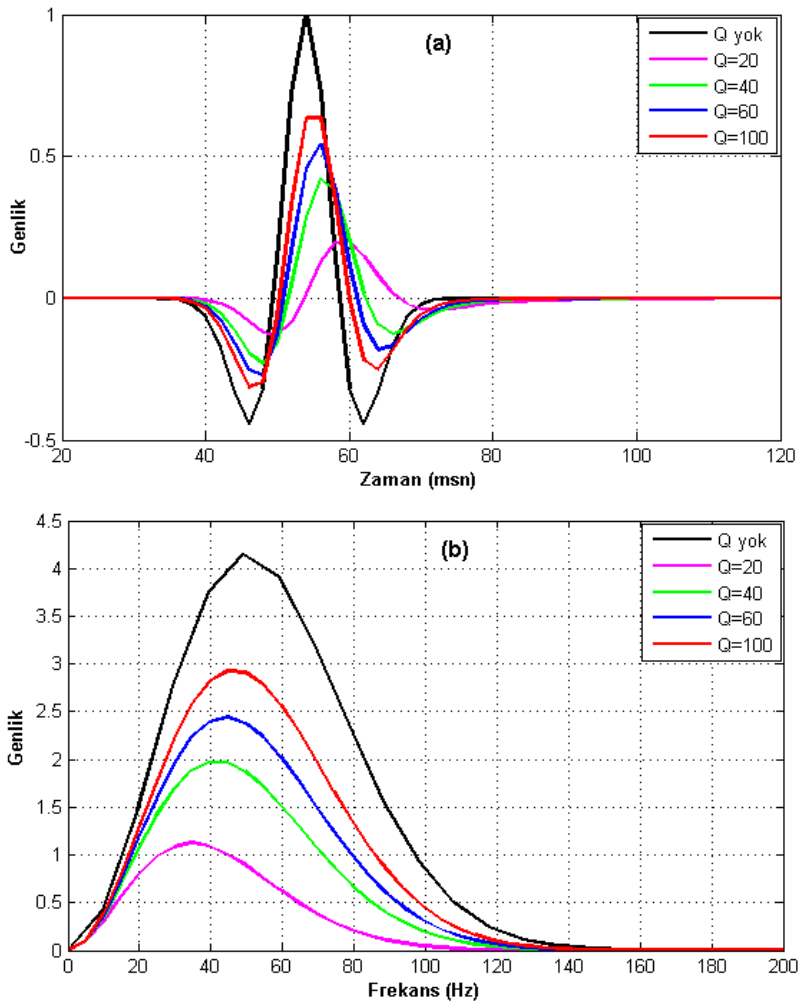 (a)
Q yok
Q=20
Q=40
Q=60
Q=100
1
0.5
0
-0.5
Genlik
20 40 60 80 100 120
Zaman (msn)
(b)
Q yok
Q=20
Q=40
Q=60
Q=100
4.5
4
3.5
3
2.5
2
1.5
1
0.5
0
Genlik
0 20 40 60 80 100 120 140 160 180 200
Frekans (Hz)